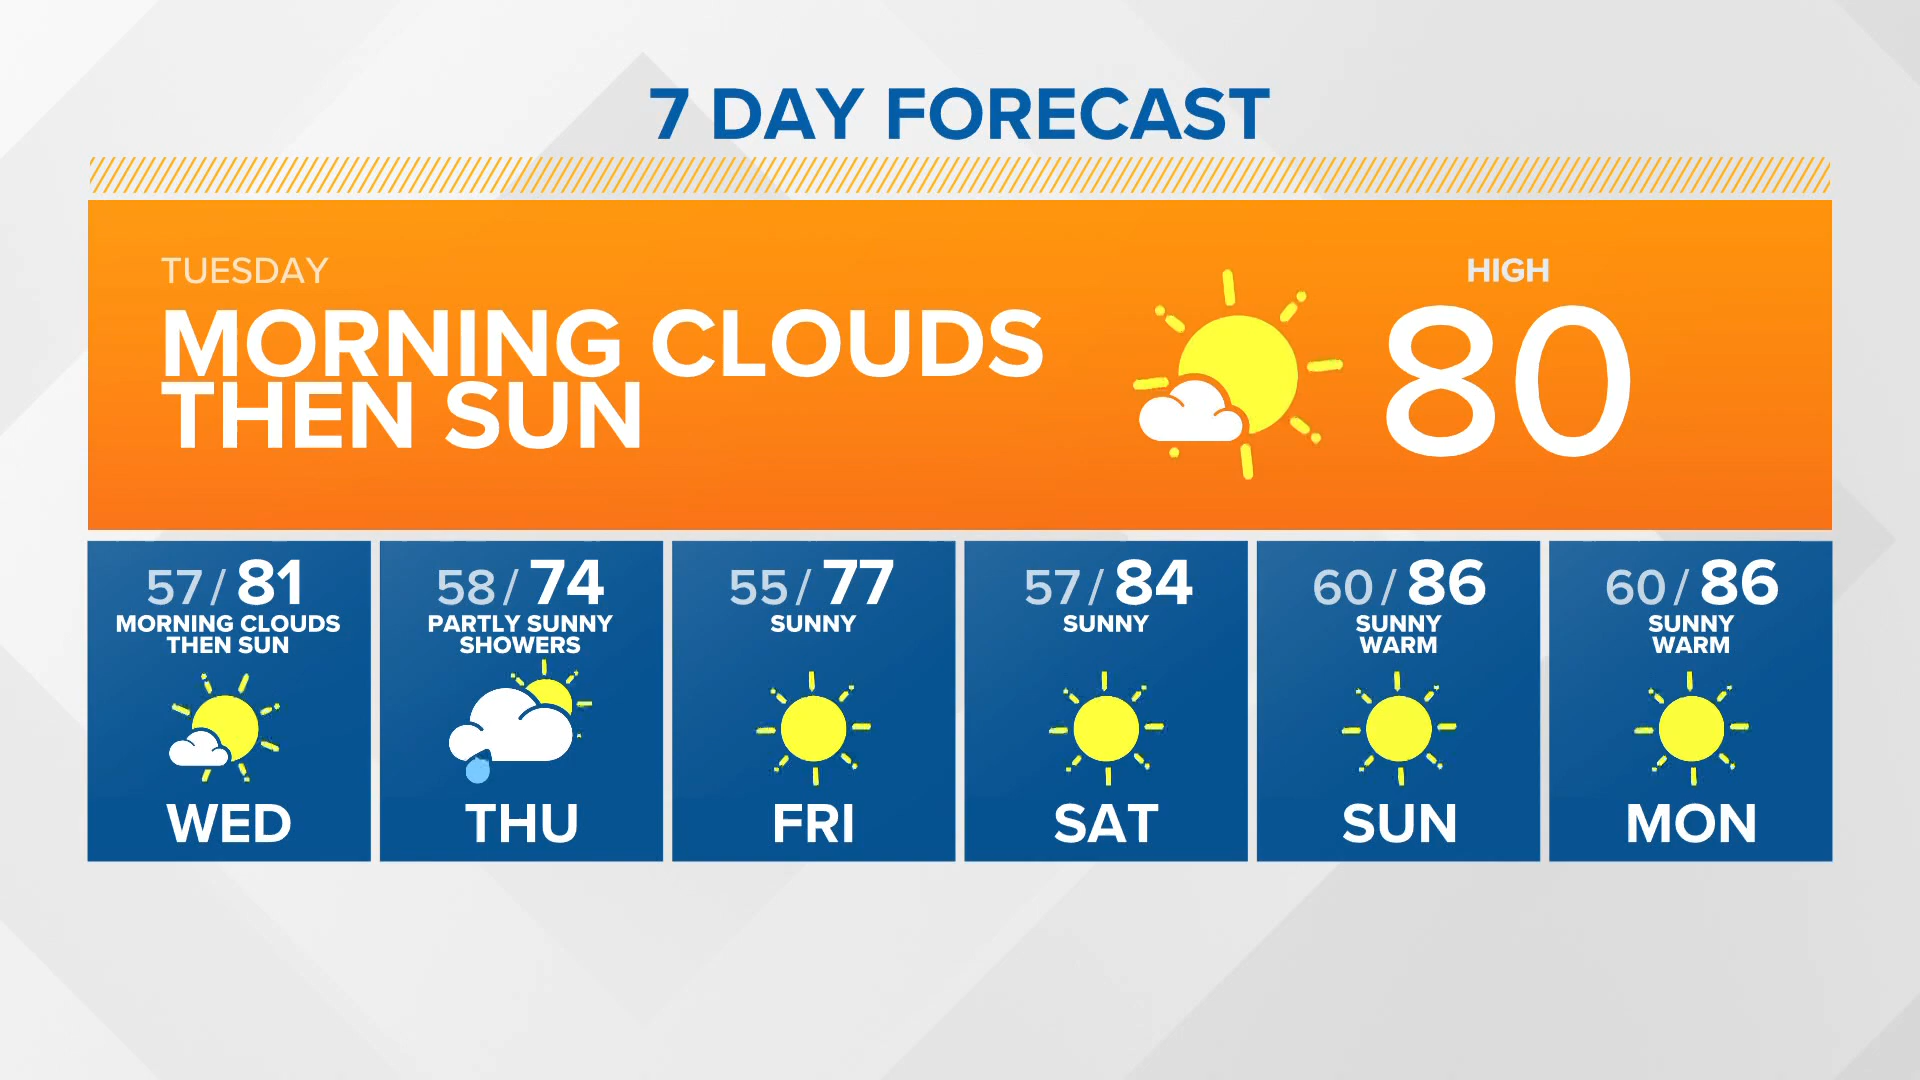 7 DAY FORECAST
TUESDAY
MORNING CLOUDS
THEN SUN
HIGH
80
57/81
MORNING CLOUDS
THEN SUN
WED
58/74
PARTLY SUNNY
SHOWERS
THU
55/77
SUNNY
FRI
57/84
SUNNY
SAT
60/86
SUNNY
WARM
SUN
60/86
SUNNY
WARM
MON